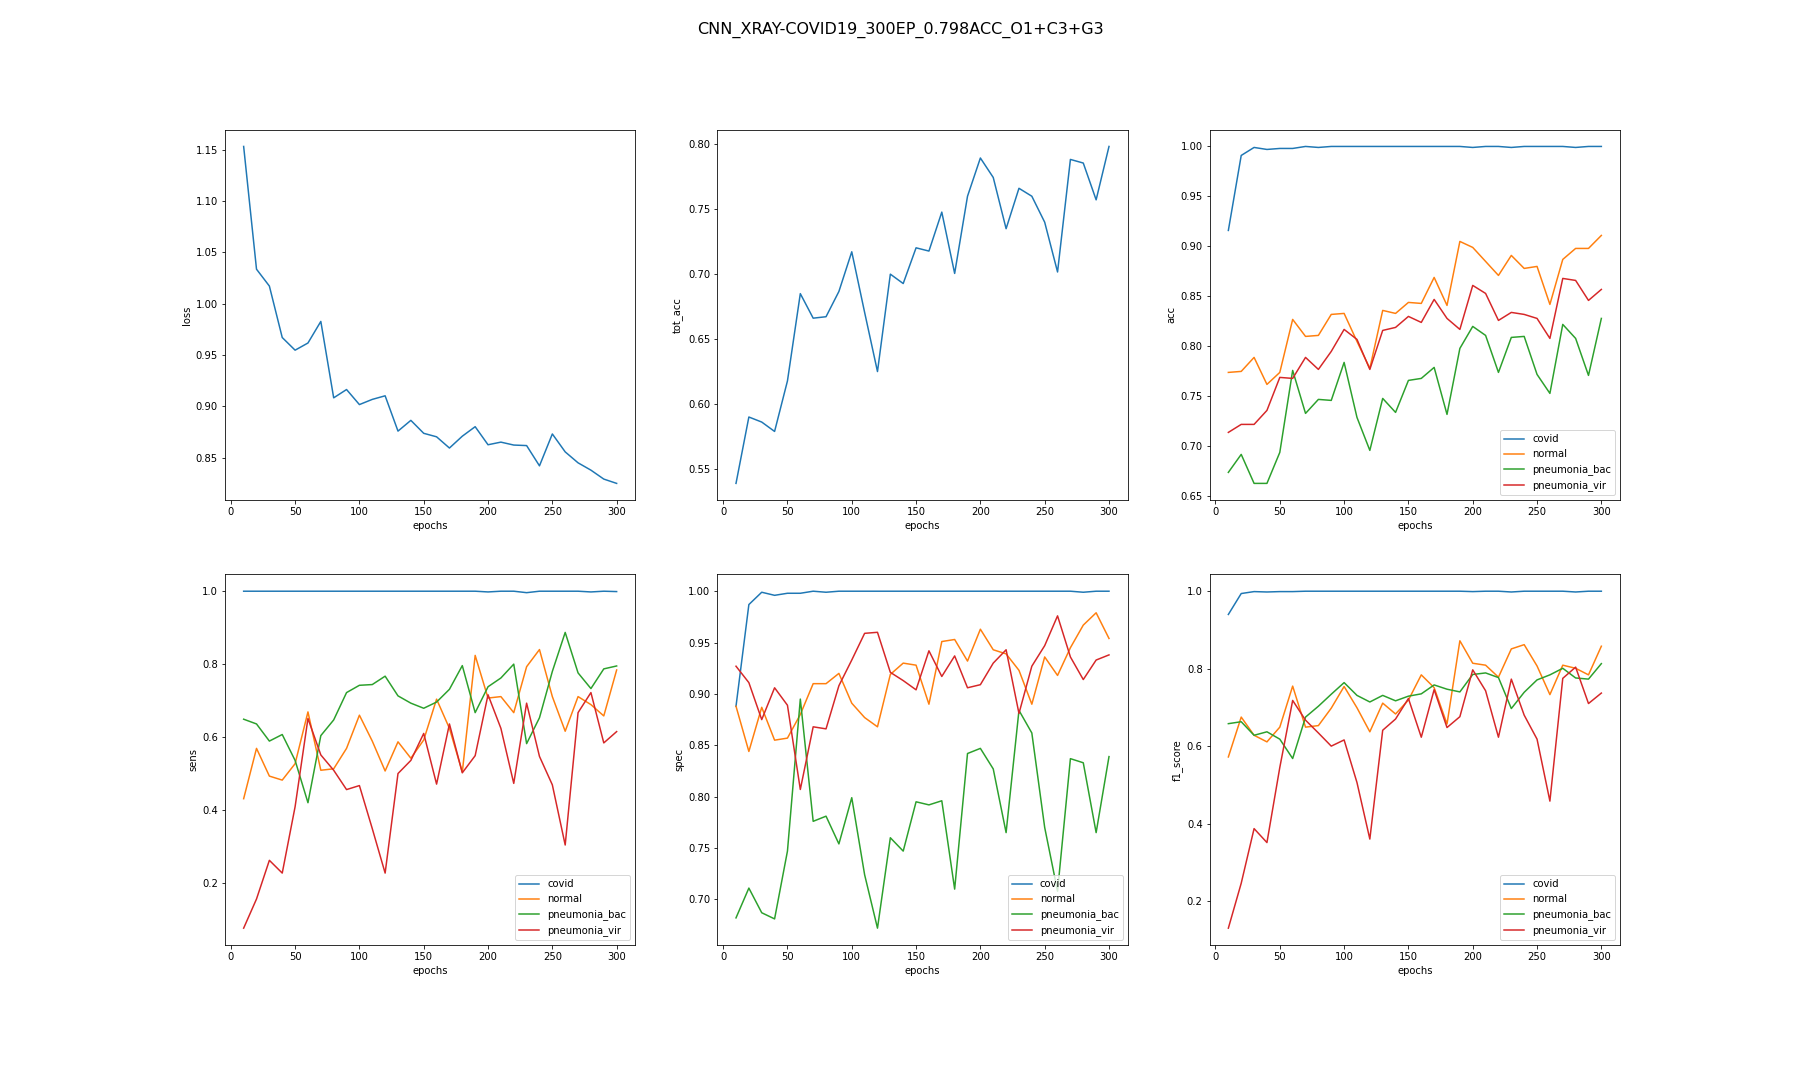 CNN_XRAY-COVID19_300EP_0.798ACC_O1+C3+G3
loss
1.15
1.10
1.05
1.00
0.95
0.90
0.85
0 50 100 150 200 250 300
epochs
tot_acc
0.80
0.75
0.70
0.65
0.60
0.55
0 50 100 150 200 250 300
epochs
acc
1.00
0.95
0.90
0.85
0.80
0.75
0.70
0.65
covid
normal
pneumonia_bac
pneumonia_vir
0 50 100 150 200 250 300
epochs
sens
1.0
0.8
0.6
0.4
0.2
covid
normal
pneumonia_bac
pneumonia_vir
0 50 100 150 200 250 300
epochs
spec
1.00
0.95
0.90
0.85
0.80
0.75
0.70
covid
normal
pneumonia_bac
pneumonia_vir
0 50 100 150 200 250 300
epochs
f1_score
1.0
0.8
0.6
0.4
0.2
covid
normal
pneumonia_bac
pneumonia_vir
0 50 100 150 200 250 300
epochs